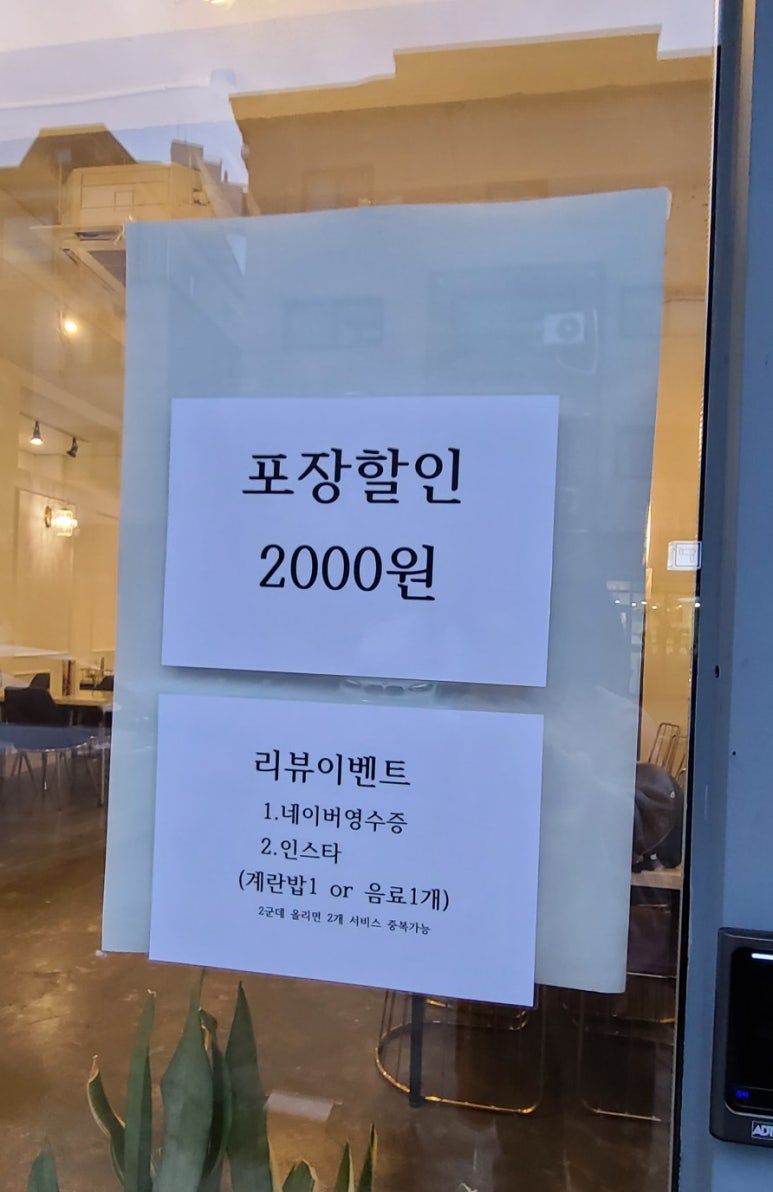 포장할인
2000원
리뷰이벤트
1.네이버영수증
2.인스타
(계란밥1 or 음료1개)
2군데 올리면 2개 서비스 중복가능
ADT